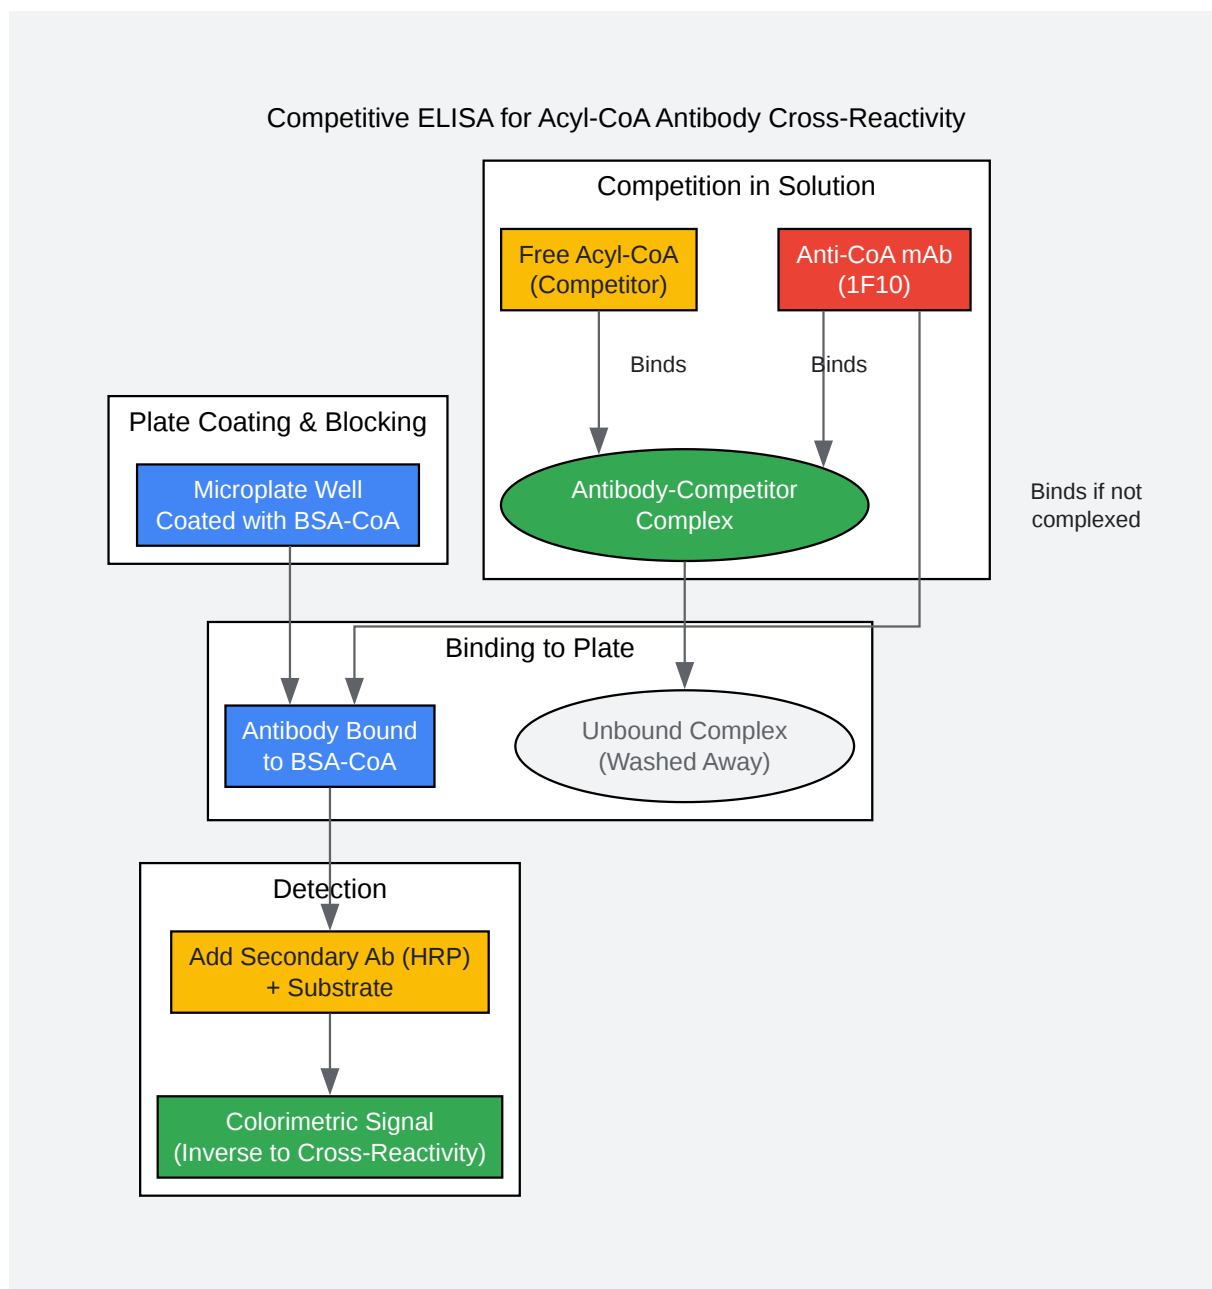 Competitive ELISA for Acyl-CoA Antibody Cross-Reactivity
Competition in Solution
Free Acyl-CoA
(Competitor)
Anti-CoA mAb
(1F10)
Binds
Binds
Plate Coating & Blocking
Microplate Well
Coated with BSA-CoA
Antibody-Competitor
Complex
Binds if not
complexed
Binding to Plate
Antibody Bound
to BSA-CoA
Unbound Complex
(Washed Away)
Detection
Add Secondary Ab (HRP)
+ Substrate
Colorimetric Signal
(Inverse to Cross-Reactivity)